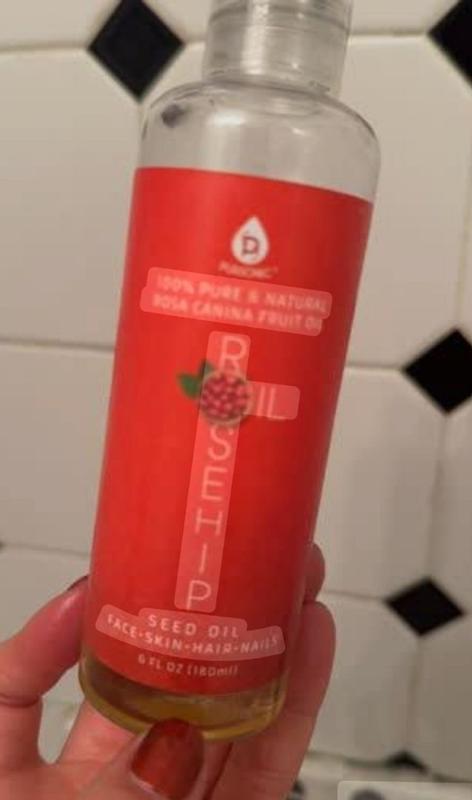 PURSONIC
100% PURE & NATURAL
ROSA CANINA FRUIT OIL
ROSEHIP
OIL
SEED OIL
FACE-SKIN-HAIR-NAILS
6 FL OZ (180ml)